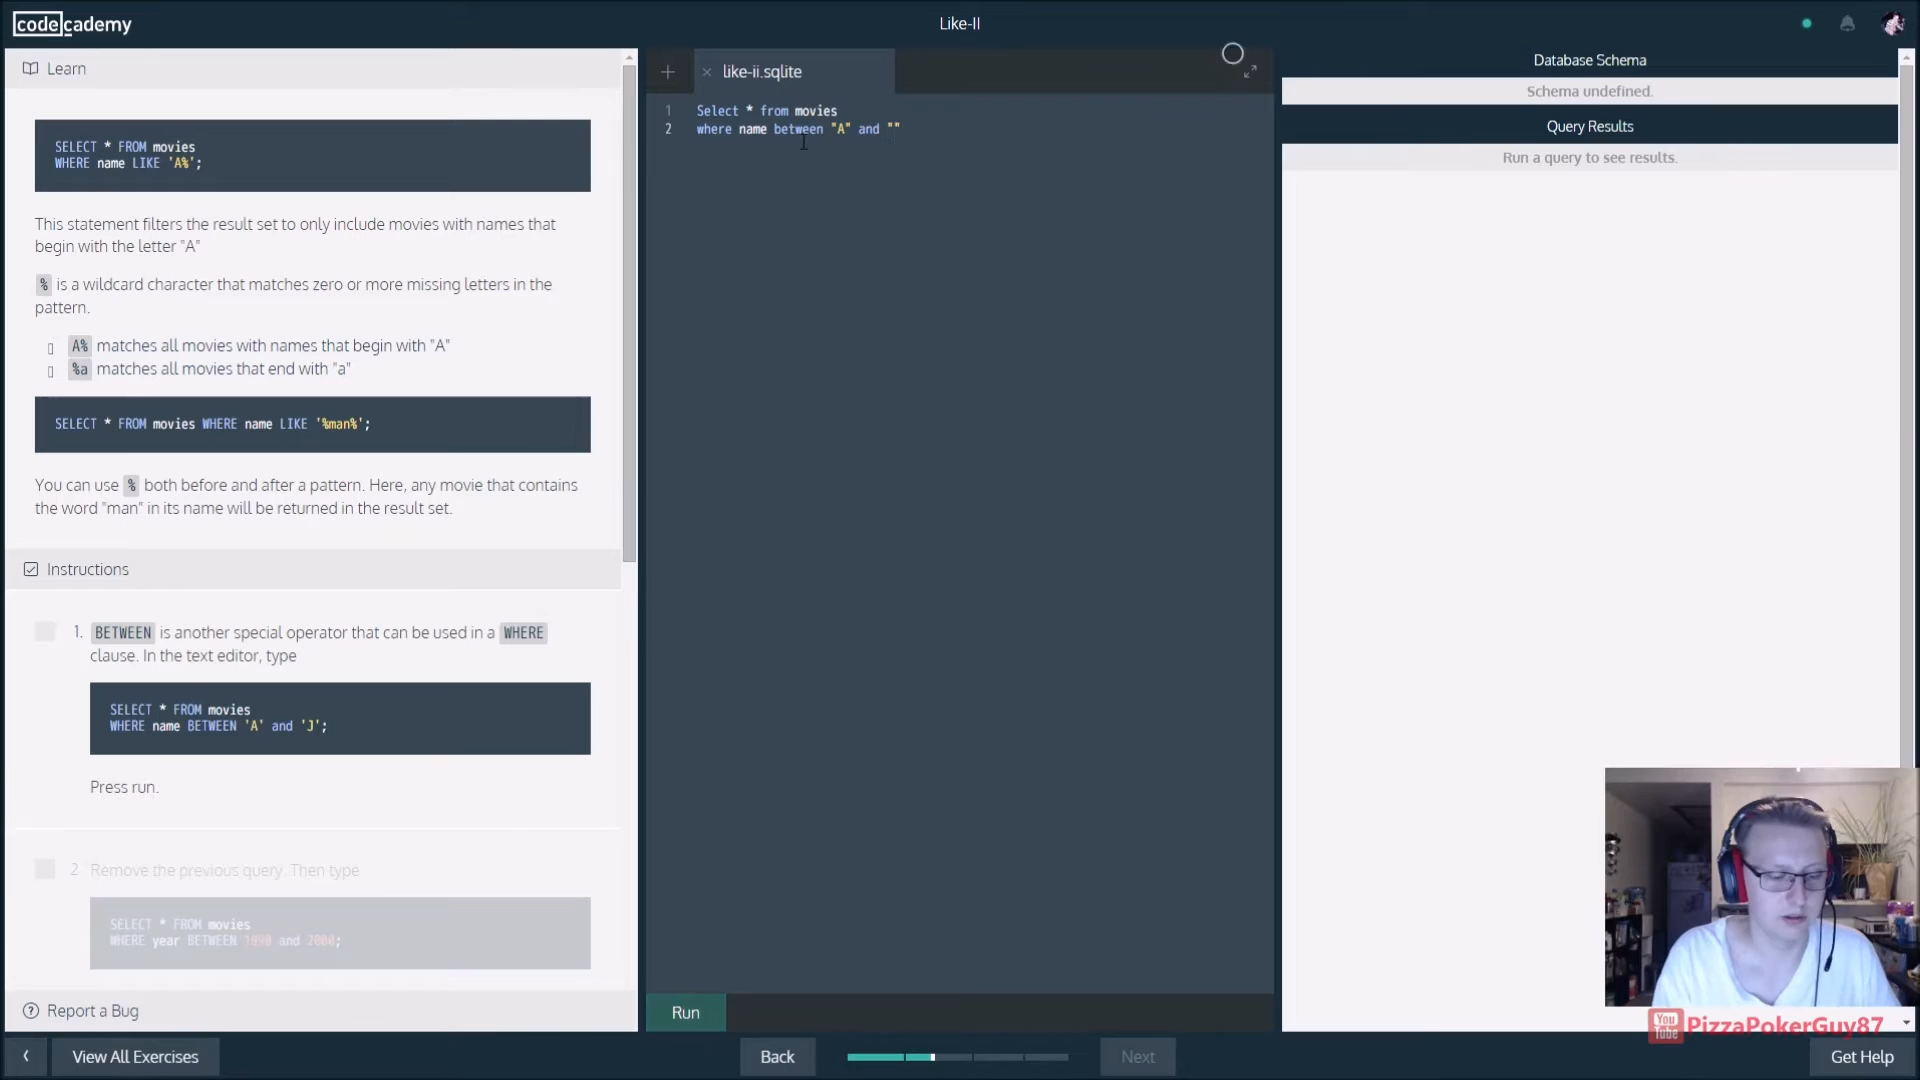 codecademy
Like-II
Learn
SELECT * FROM movies
WHERE name LIKE 'A%';
This statement filters the result set to only include movies with names that
begin with the letter "A"
% is a wildcard character that matches zero or more missing letters in the
pattern.
A% matches all movies with names that begin with "A"
%a matches all movies that end with "a"
SELECT * FROM movies WHERE name LIKE '%man%';
You can use % both before and after a pattern. Here, any movie that contains
the word "man" in its name will be returned in the result set.
Instructions
1. BETWEEN is another special operator that can be used in a WHERE
clause. In the text editor, type
SELECT * FROM movies
WHERE name BETWEEN 'A' and 'J';
Press run.
2 Remove the previous query. Then type
SELECT * FROM movies
WHERE year BETWEEN 1990 and 2000;
Report a Bug
+ × like-ii.sqlite
1 Select * from movies
2 where name between "A" and ""
Run
Database Schema
Schema undefined.
Query Results
Run a query to see results.
You Tube PizzaPokerGuy87
View All Exercises
Back
Next
Get Help